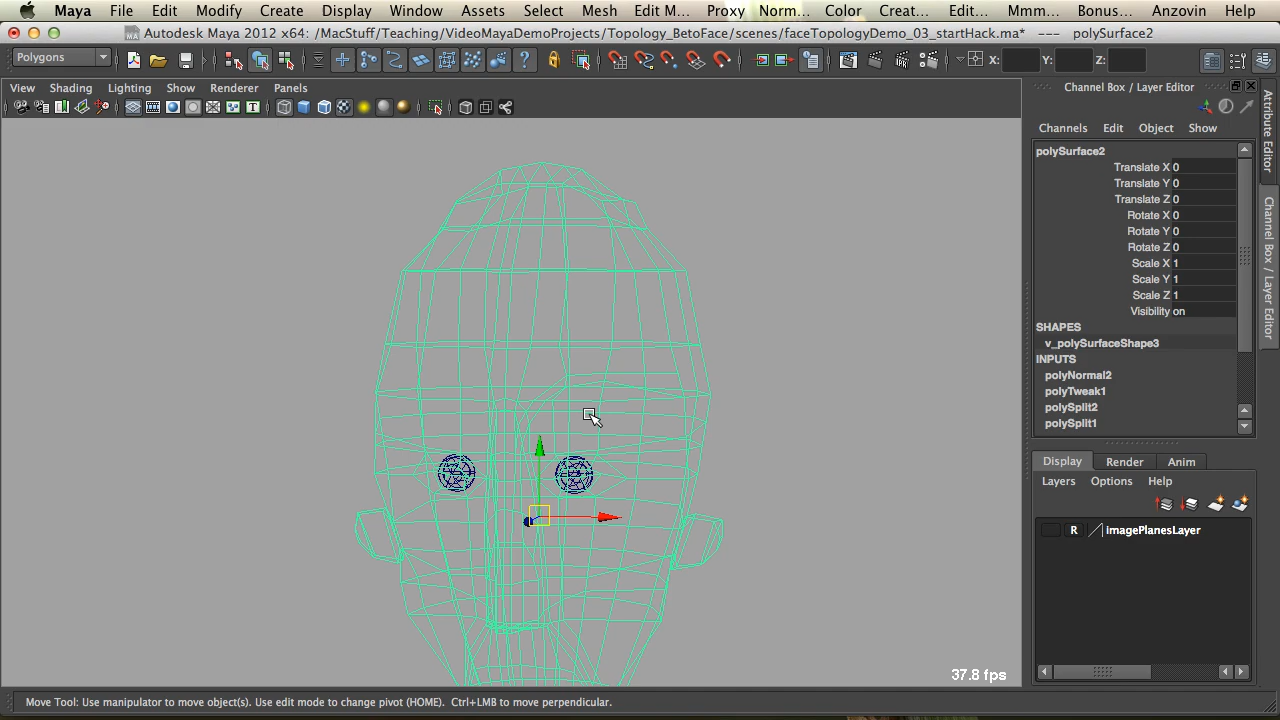 Maya File Edit Modify Create Display Window Assets Select Mesh Edit M... Proxy Norm... Color Create... Edit... Mmm... Bonus... Anzovin Help
Autodesk Maya 2012 x64: /MacStuff/Teaching/VideoMayaDemoProjects/Topology_BetoFace/scenes/faceTopologyDemo_03_startHack.ma* --- polySurface2
Polygons X: Y: Z:
View Shading Lighting Show Renderer Panels
Channel Box / Layer Editor
Channels Edit Object Show
polySurface2
Translate X 0
Translate Y 0
Translate Z 0
Rotate X 0
Rotate Y 0
Rotate Z 0
Scale X 1
Scale Y 1
Scale Z 1
Visibility on
SHAPES
v_polySurfaceShape3
INPUTS
polyNormal2
polyTweak1
polySplit2
polySplit1
Display Render Anim
Layers Options Help
R imagePlanesLayer
Attribute Editor
Channel Box / Layer Editor
37.8 fps
Move Tool: Use manipulator to move object(s). Use edit mode to change pivot (HOME). Ctrl+LMB to move perpendicular.